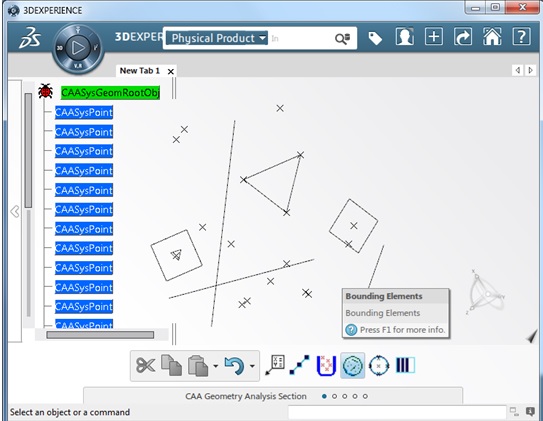 3DEXPERIENCE
3DEXPER
Physical Product
In
3D
V.R
New Tab 1
CAASysGeomRootObj
CAASysPoint
CAASysPoint
CAASysPoint
CAASysPoint
CAASysPoint
CAASysPoint
CAASysPoint
CAASysPoint
CAASysPoint
CAASysPoint
CAASysPoint
CAASysPoint
Bounding Elements
Bounding Elements
Press F1 for more info.
CAA Geometry Analysis Section
Select an object or a command